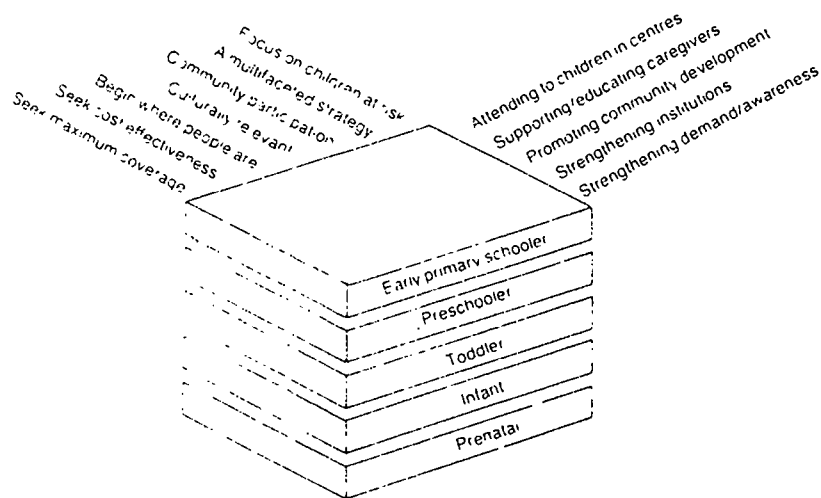 Focus on children at risk
A multifaceted strategy
Community participation
Culturally relevant
Begin where people are
Seek cost effectiveness
Seek maximum coverage
Attending to children in centres
Supporting/educating caregivers
Promoting community development
Strengthening institutions
Strengthening demand/awareness
Early primary schooler
Preschooler
Toddler
Infant
Prenatal